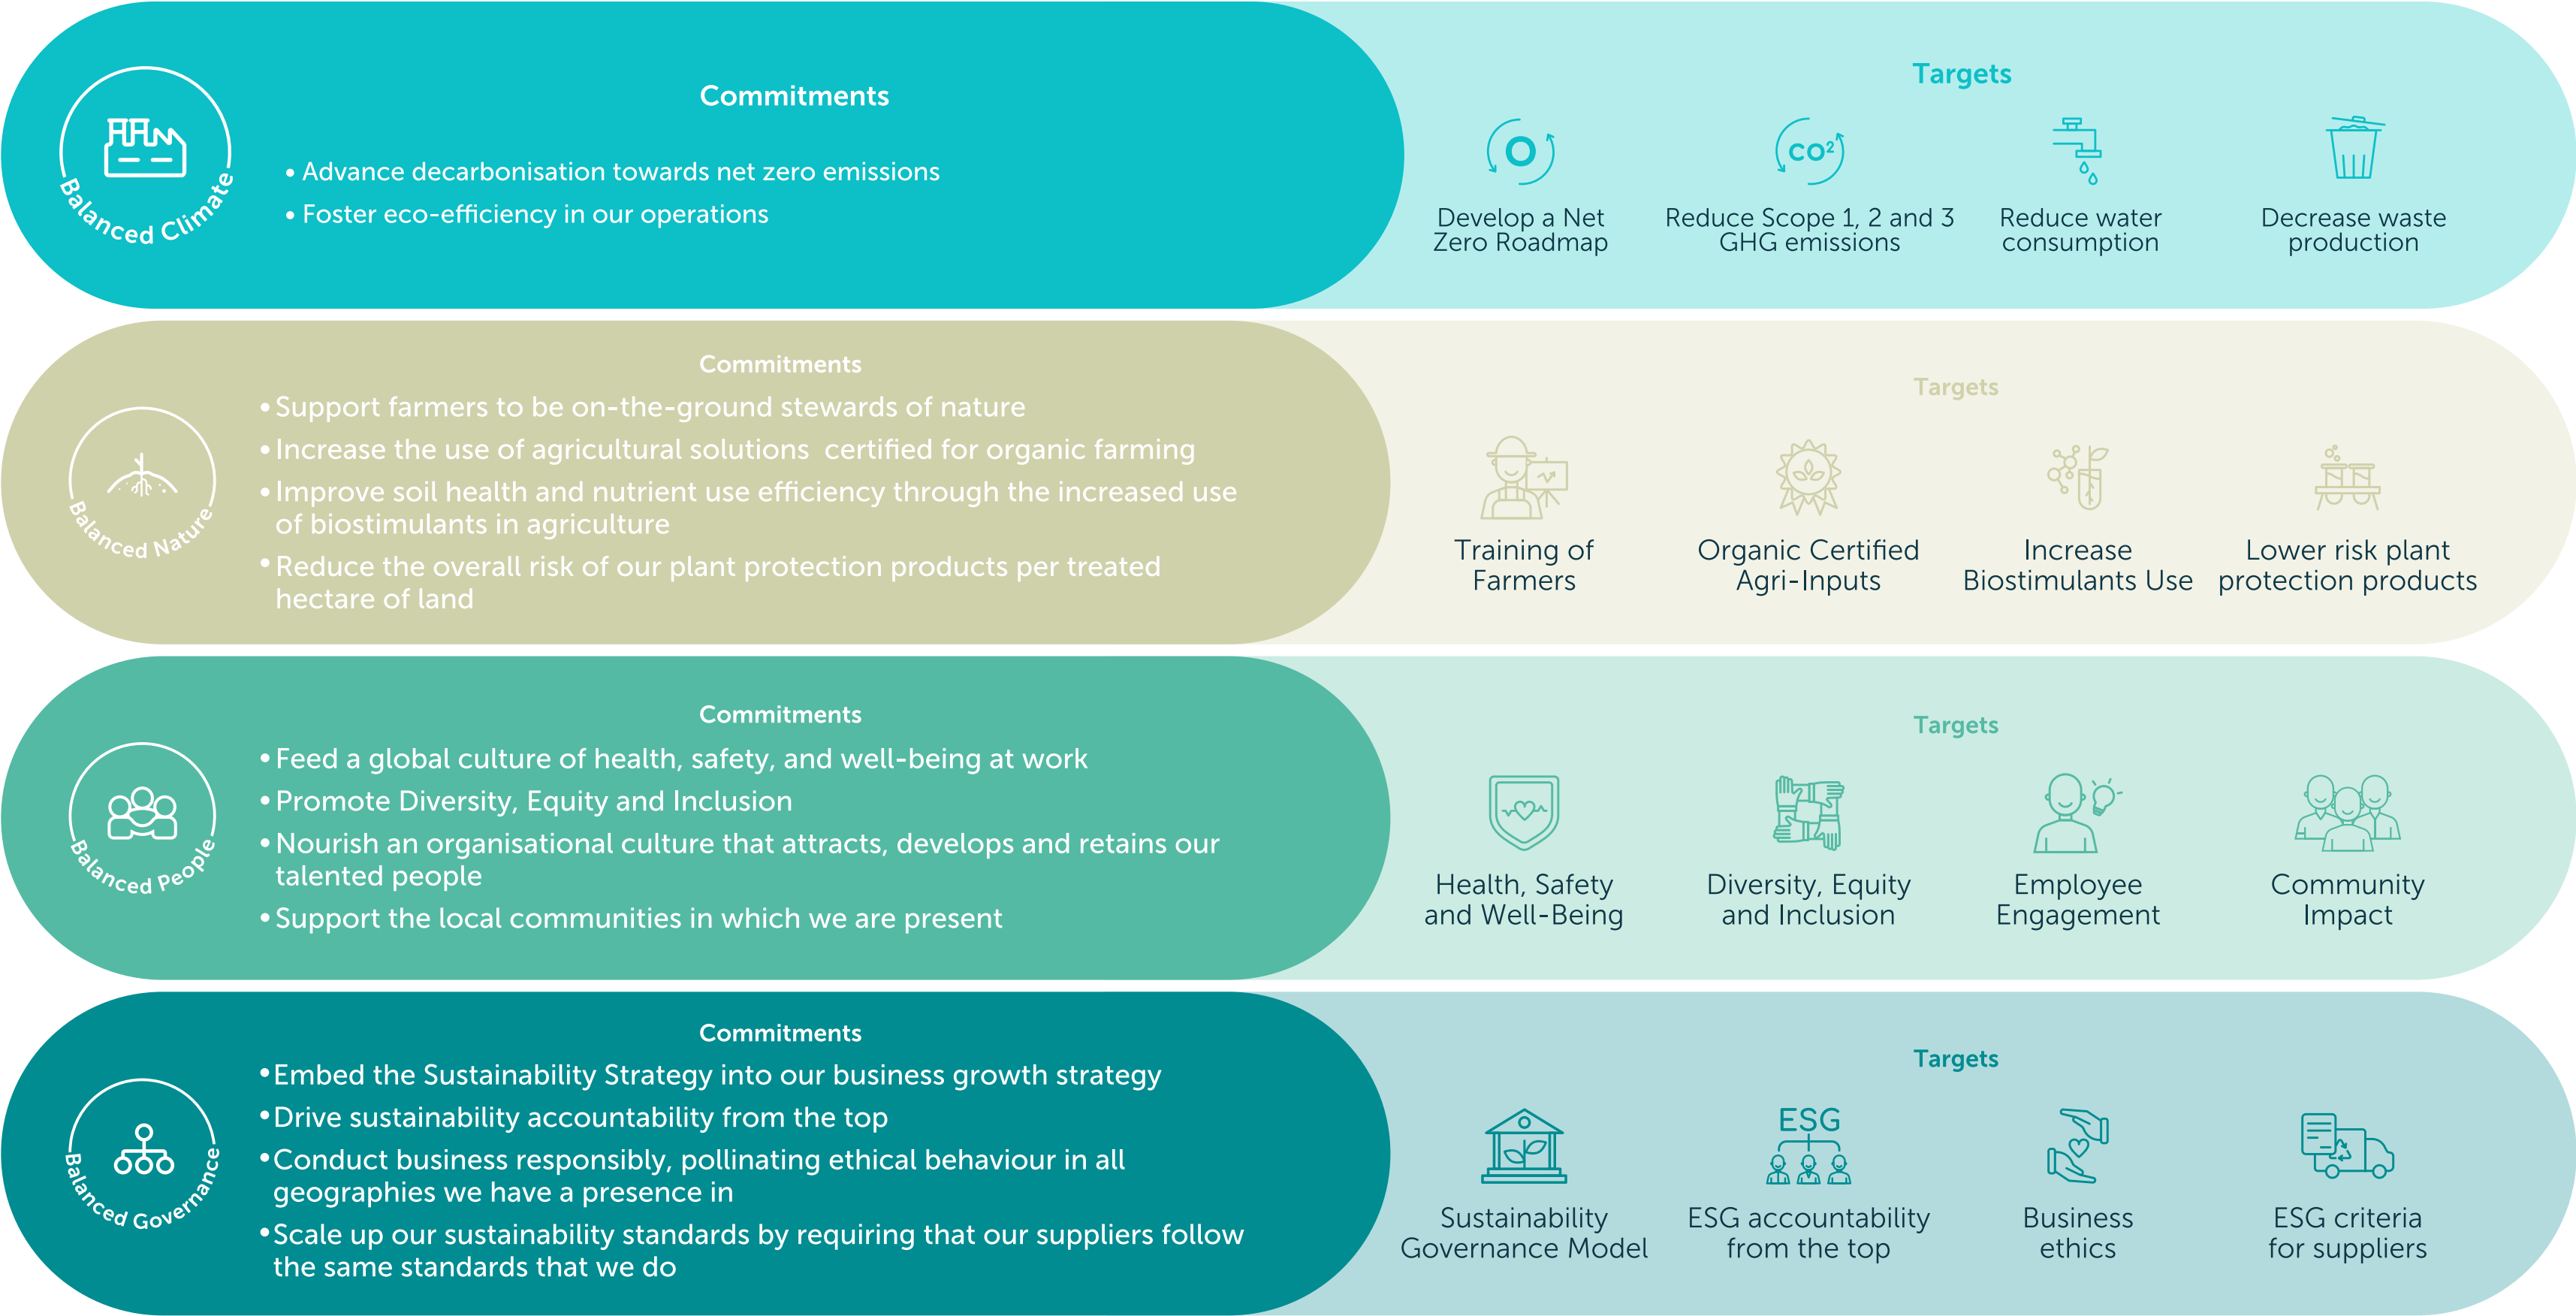 Balanced Climate
Commitments
• Advance decarbonisation towards net zero emissions
• Foster eco-efficiency in our operations
Targets
O
Develop a Net
Zero Roadmap
CO²
Reduce Scope 1, 2 and 3
GHG emissions
Reduce water
consumption
Decrease waste
production
Balanced Nature
Commitments
• Support farmers to be on-the-ground stewards of nature
• Increase the use of agricultural solutions  certified for organic farming
• Improve soil health and nutrient use efficiency through the increased use
of biostimulants in agriculture
• Reduce the overall risk of our plant protection products per treated
hectare of land
Targets
Training of
Farmers
Organic Certified
Agri-Inputs
Increase
Biostimulants Use
Lower risk plant
protection products
Balanced People
Commitments
• Feed a global culture of health, safety, and well-being at work
• Promote Diversity, Equity and Inclusion
• Nourish an organisational culture that attracts, develops and retains our
talented people
• Support the local communities in which we are present
Targets
Health, Safety
and Well-Being
Diversity, Equity
and Inclusion
Employee
Engagement
Community
Impact
Balanced Governance
Commitments
• Embed the Sustainability Strategy into our business growth strategy
• Drive sustainability accountability from the top
• Conduct business responsibly, pollinating ethical behaviour in all
geographies we have a presence in
• Scale up our sustainability standards by requiring that our suppliers follow
the same standards that we do
Targets
Sustainability
Governance Model
ESG
ESG accountability
from the top
Business
ethics
ESG criteria
for suppliers